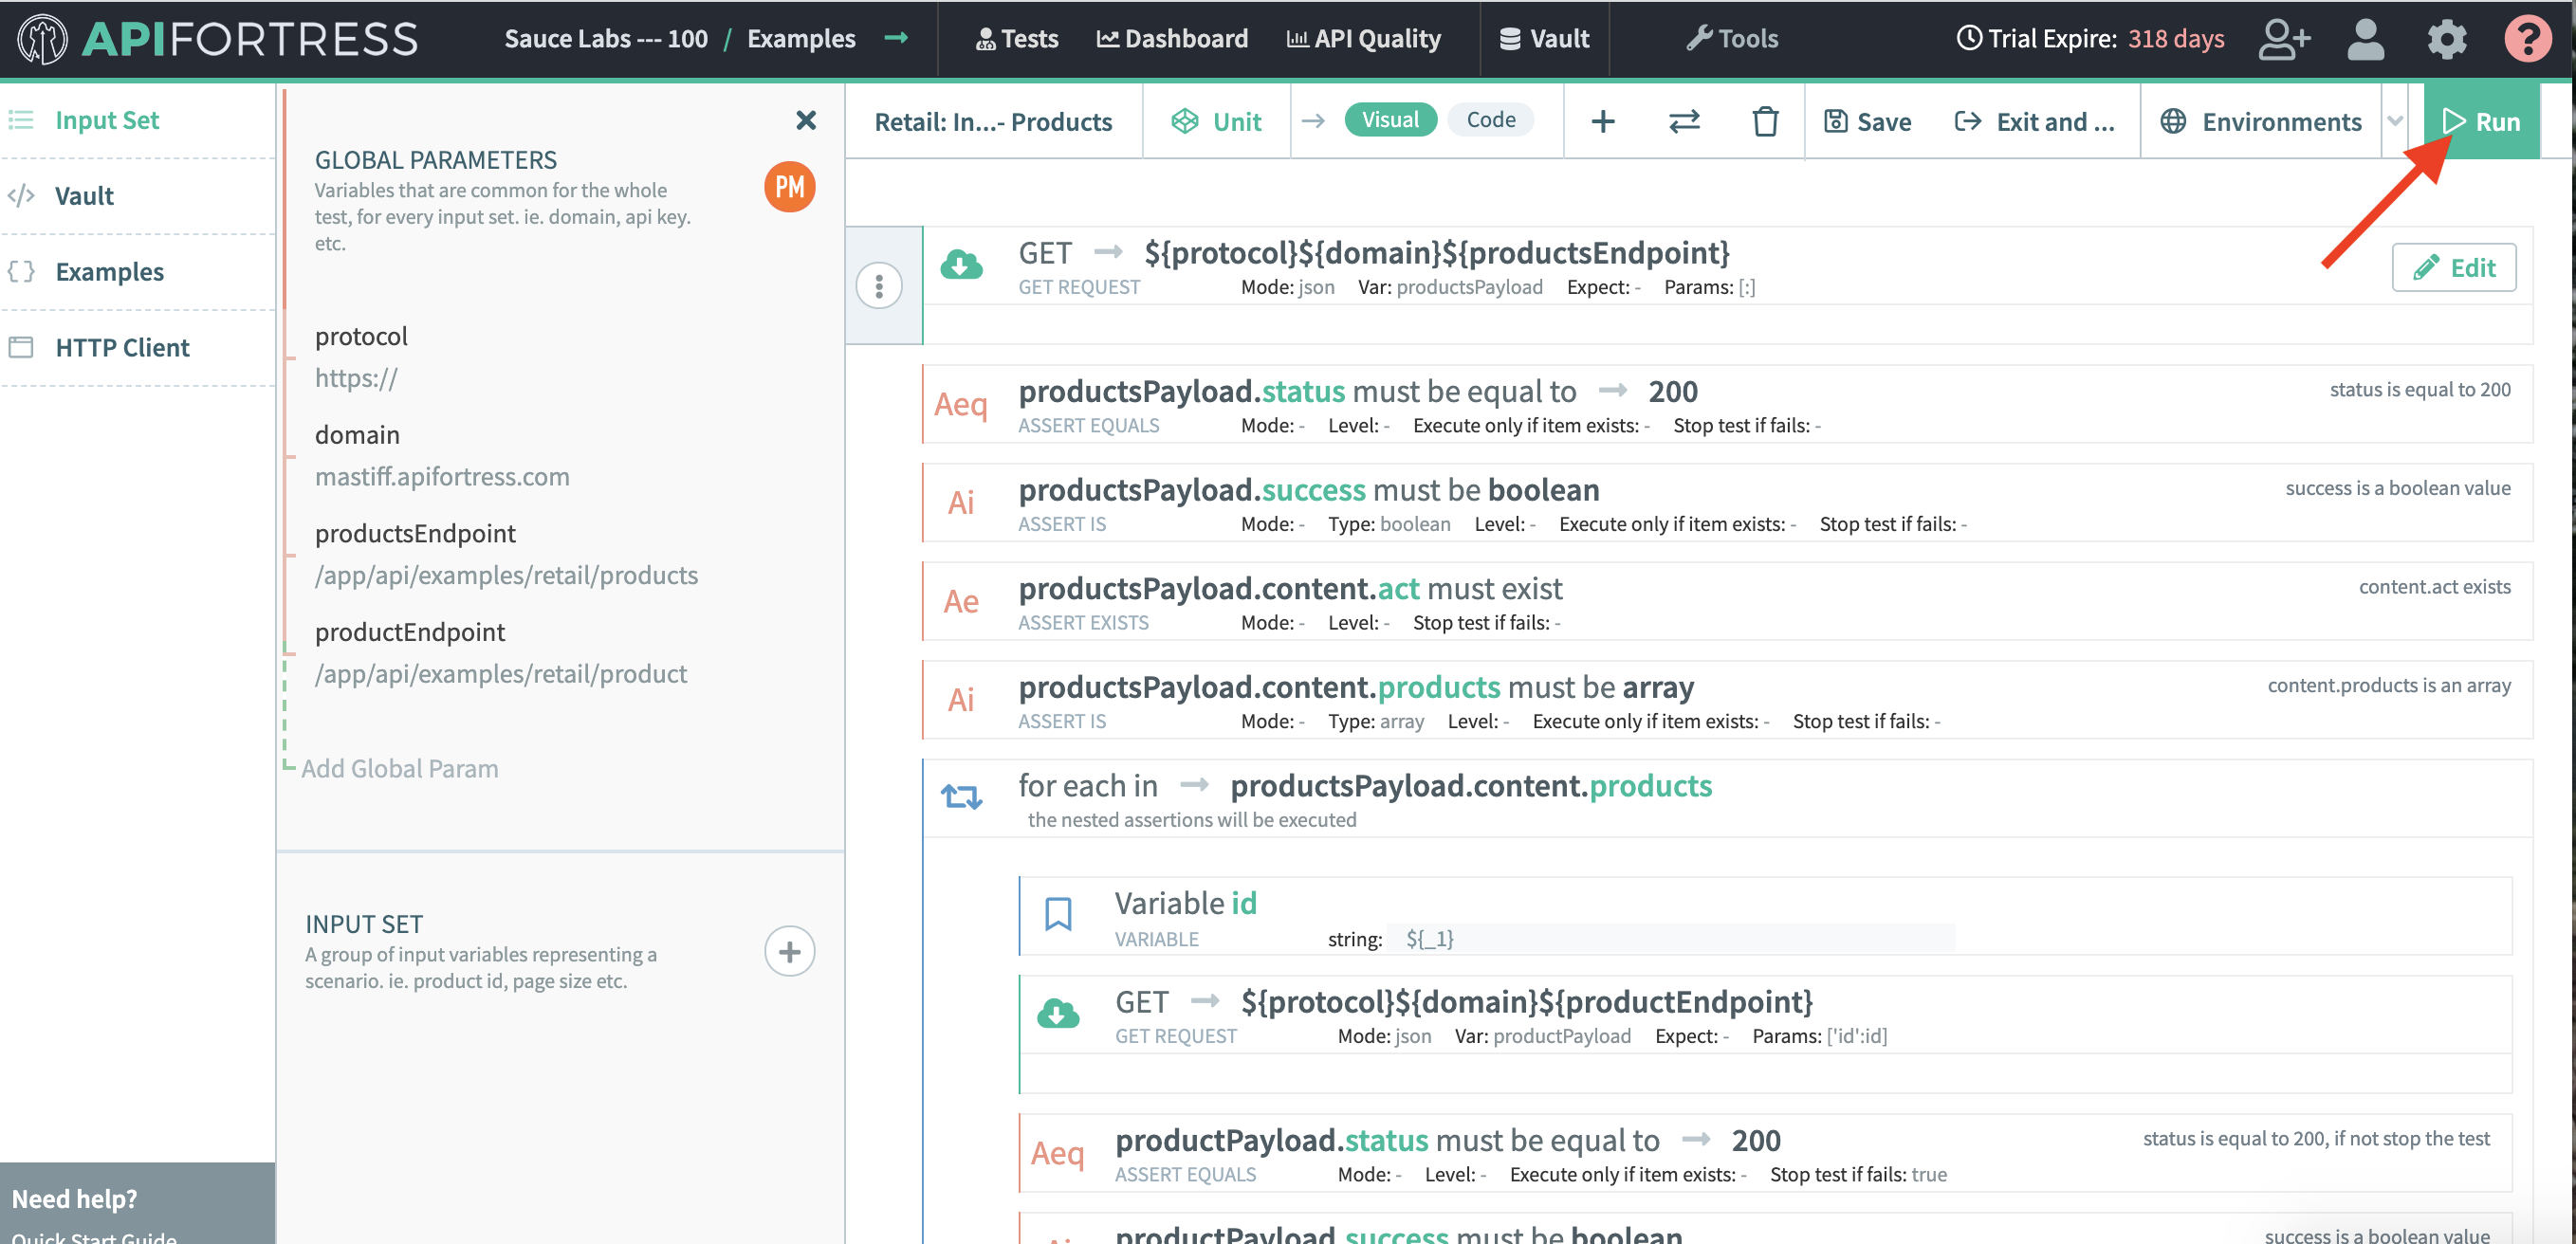 APIFORTRESS
Sauce Labs --- 100 / Examples
Tests
Dashboard
API Quality
Vault
Tools
Trial Expire: 318 days
?
Input Set
Vault
Examples
HTTP Client
Need help?
Quick Start Guide
GLOBAL PARAMETERS
Variables that are common for the whole
test, for every input set. ie. domain, api key.
etc.
PM
protocol
https://
domain
mastiff.apifortress.com
productsEndpoint
/app/api/examples/retail/products
productEndpoint
/app/api/examples/retail/product
Add Global Param
INPUT SET
A group of input variables representing a
scenario. ie. product id, page size etc.
Retail: In...- Products
Unit
Visual
Code
Save
Exit and ...
Environments
Run
GET → ${protocol}${domain}${productsEndpoint}
GET REQUEST Mode: json Var: productsPayload Expect: - Params: [:]
Edit
Aeq
productsPayload.status must be equal to → 200
status is equal to 200
ASSERT EQUALS Mode: - Level: - Execute only if item exists: - Stop test if fails: -
Ai
productsPayload.success must be boolean
success is a boolean value
ASSERT IS Mode: - Type: boolean Level: - Execute only if item exists: - Stop test if fails: -
Ae
productsPayload.content.act must exist
content.act exists
ASSERT EXISTS Mode: - Level: - Stop test if fails: -
Ai
productsPayload.content.products must be array
content.products is an array
ASSERT IS Mode: - Type: array Level: - Execute only if item exists: - Stop test if fails: -
for each in → productsPayload.content.products
the nested assertions will be executed
Variable id
VARIABLE string: ${_1}
GET → ${protocol}${domain}${productEndpoint}
GET REQUEST Mode: json Var: productPayload Expect: - Params: ['id':id]
Aeq
productPayload.status must be equal to → 200
status is equal to 200, if not stop the test
ASSERT EQUALS Mode: - Level: - Execute only if item exists: - Stop test if fails: true
Ai
productPayload.success must be boolean
success is a boolean value